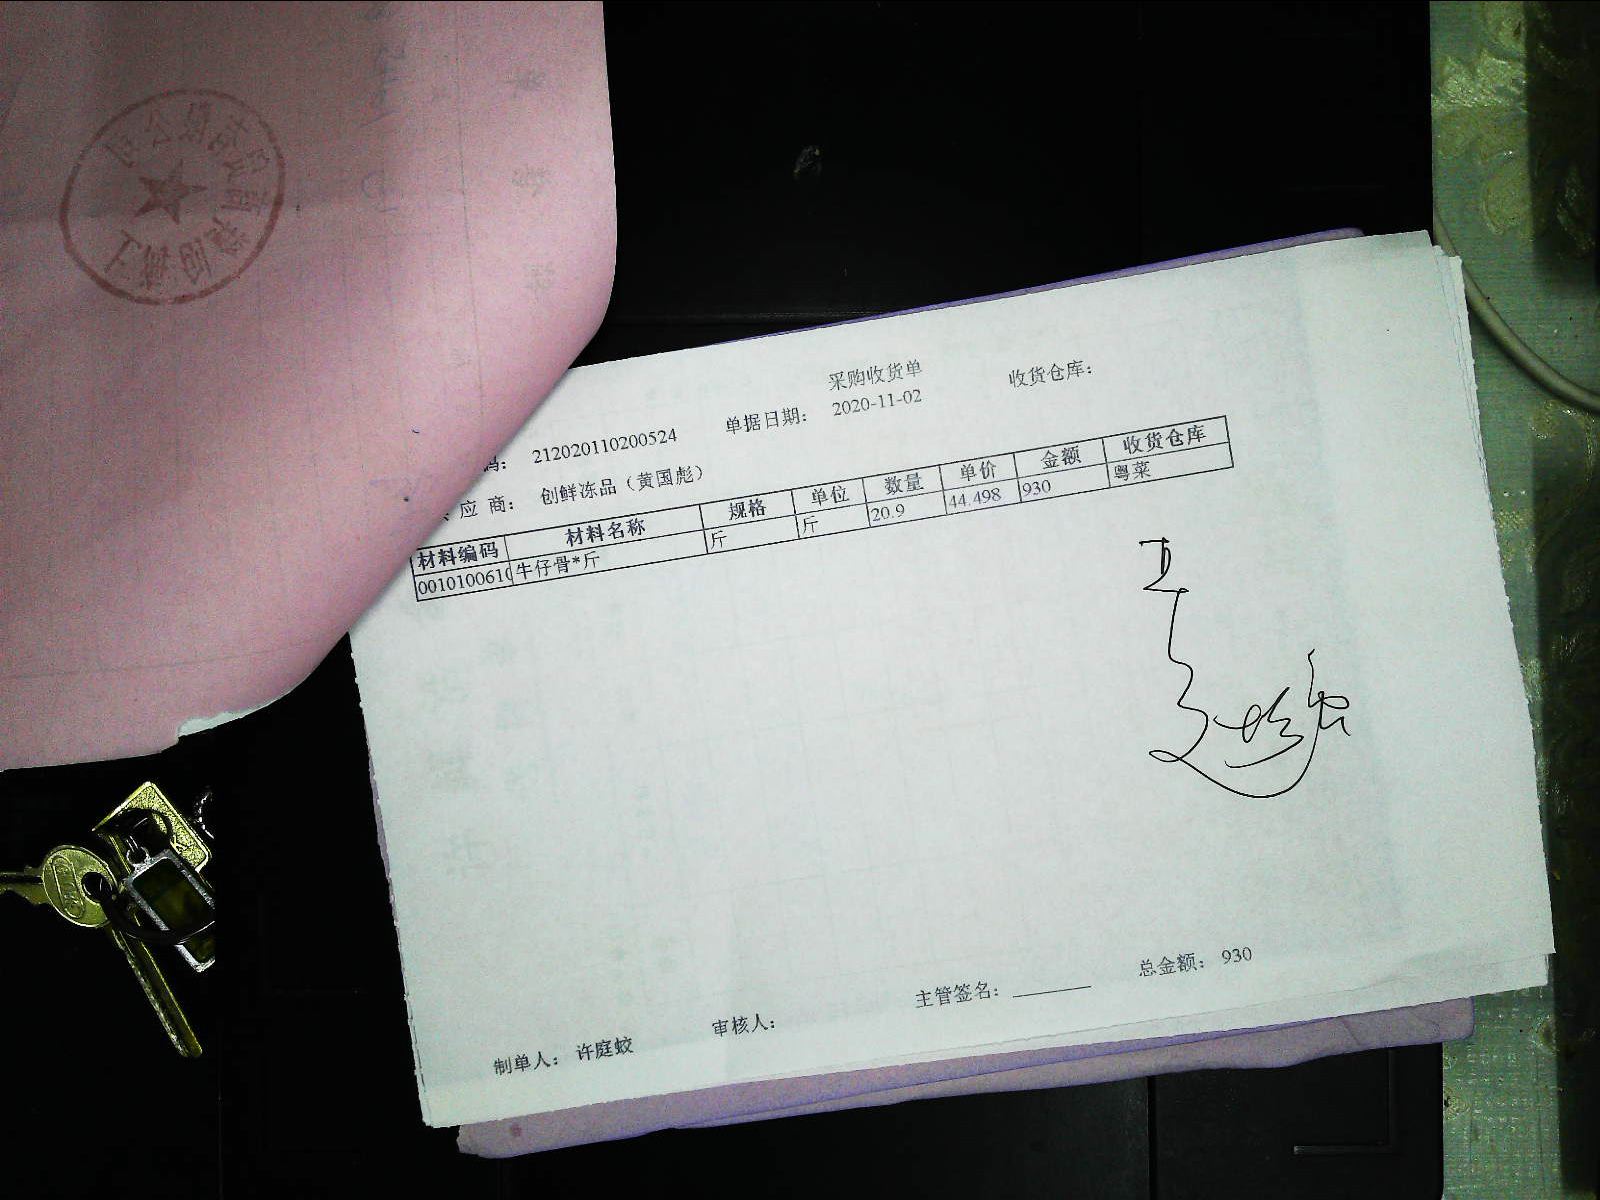 采购收货单
码: 212020110200524 单据日期: 2020-11-02 收货仓库:
应 商: 创鲜冻品（黄国彪）
材料编码 材料名称 规格 单位 数量 单价 金额 收货仓库
0010100610 牛仔骨*斤 斤 斤 20.9 44.498 930 粤菜
制单人: 许庭蛟 审核人: 主管签名: 总金额: 930